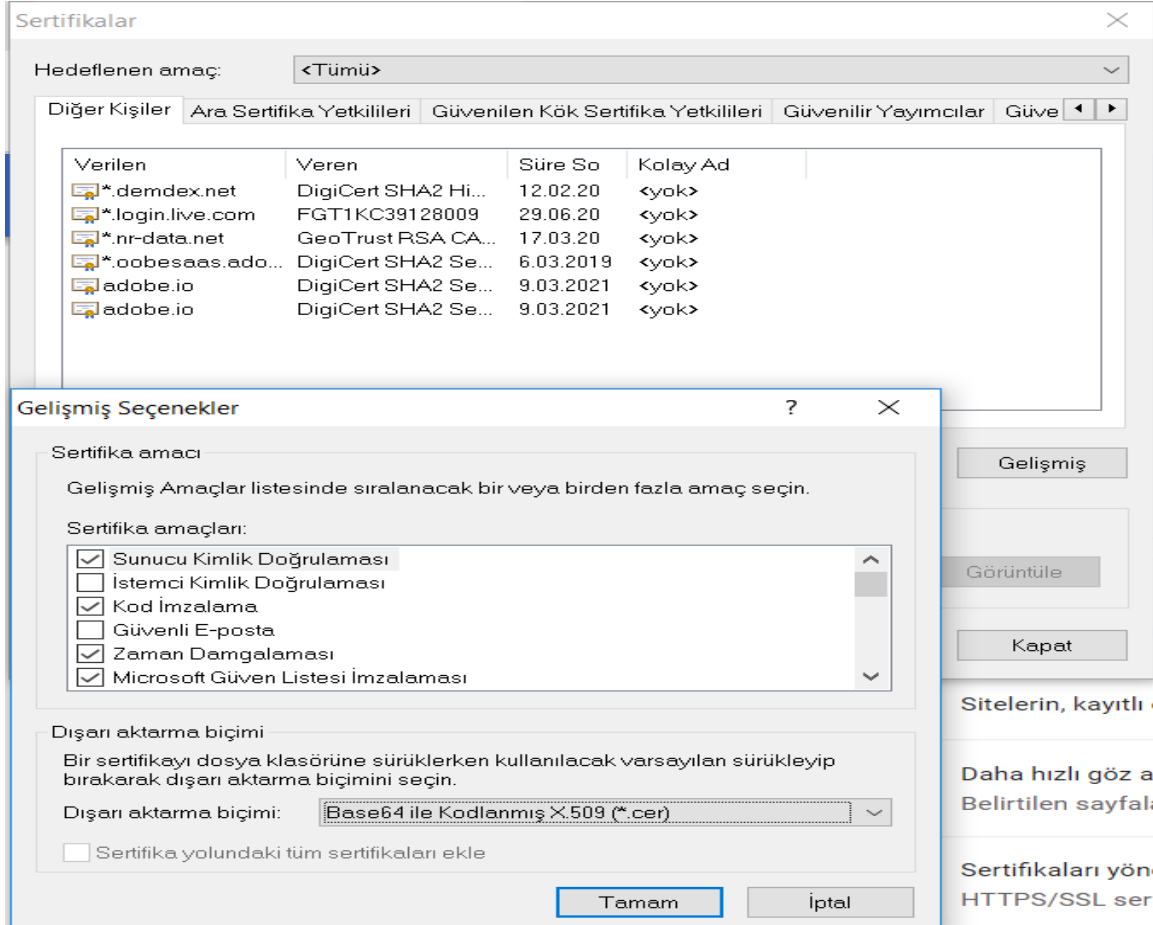 Sertifikalar
Hedeflenen amaç: <Tümü>
Diğer Kişiler Ara Sertifika Yetkilileri Güvenilen Kök Sertifika Yetkilileri Güvenilir Yayımcılar Güve
Verilen Veren Süre So Kolay Ad
*.demdex.net DigiCert SHA2 Hi... 12.02.20 <yok>
*.login.live.com FGT1KC39128009 29.06.20 <yok>
*.nr-data.net GeoTrust RSA CA... 17.03.20 <yok>
*.oobesaas.ado... DigiCert SHA2 Se... 6.03.2019 <yok>
adobe.io DigiCert SHA2 Se... 9.03.2021 <yok>
adobe.io DigiCert SHA2 Se... 9.03.2021 <yok>
Gelişmiş Seçenekler ?
Sertifika amacı
Gelişmiş Amaçlar listesinde sıralanacak bir veya birden fazla amaç seçin.
Sertifika amaçları:
Sunucu Kimlik Doğrulaması
İstemci Kimlik Doğrulaması
Kod İmzalama
Güvenli E-posta
Zaman Damgalaması
Microsoft Güven Listesi İmzalaması
Dışarı aktarma biçimi
Bir sertifikayı dosya klasörüne sürüklerken kullanılacak varsayılan sürükleyip
bırakarak dışarı aktarma biçimini seçin.
Dışarı aktarma biçimi: Base64 ile Kodlanmış X.509 (*.cer)
Sertifika yolundaki tüm sertifikaları ekle
Tamam İptal
Gelişmiş
Görüntüle
Kapat
Sitelerin, kayıtlı
Daha hızlı göz a
Belirtilen sayfala
Sertifikaları yön
HTTPS/SSL ser